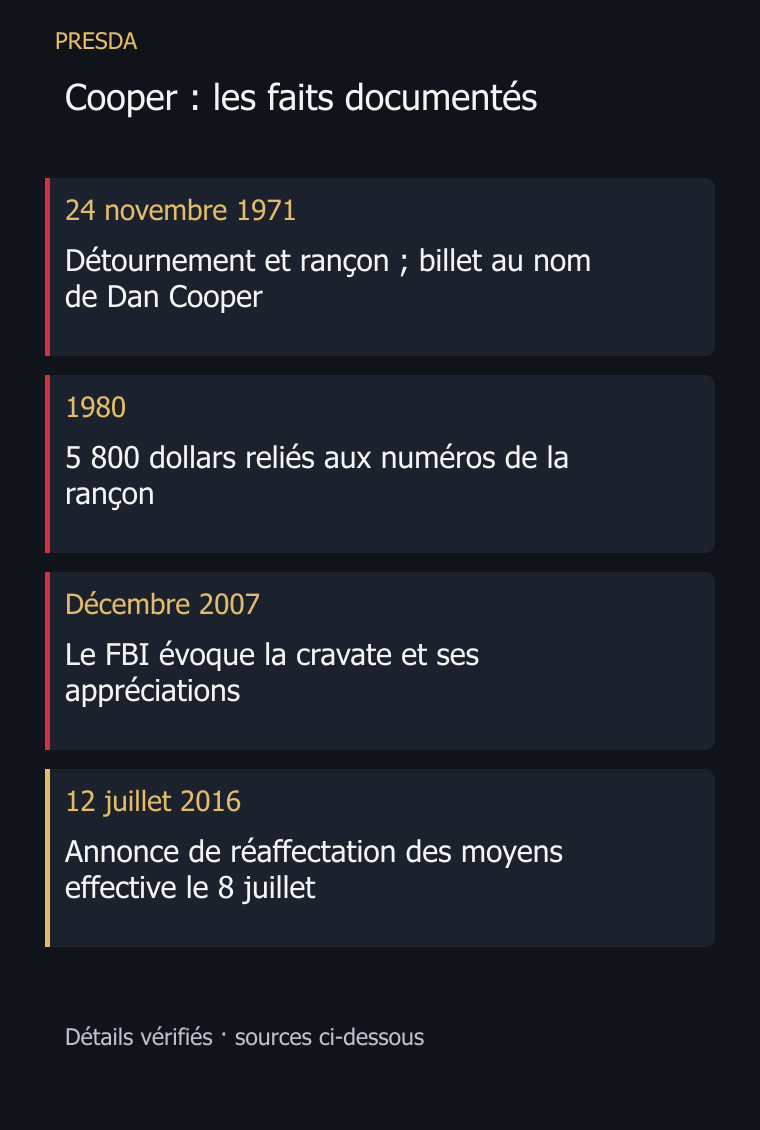 PRESDA
Cooper : les faits documentés
24 novembre 1971
Détournement et rançon ; billet au nom
de Dan Cooper
1980
5 800 dollars reliés aux numéros de la
rançon
Décembre 2007
Le FBI évoque la cravate et ses
appréciations
12 juillet 2016
Annonce de réaffectation des moyens
effective le 8 juillet
Détails vérifiés · sources ci-dessous